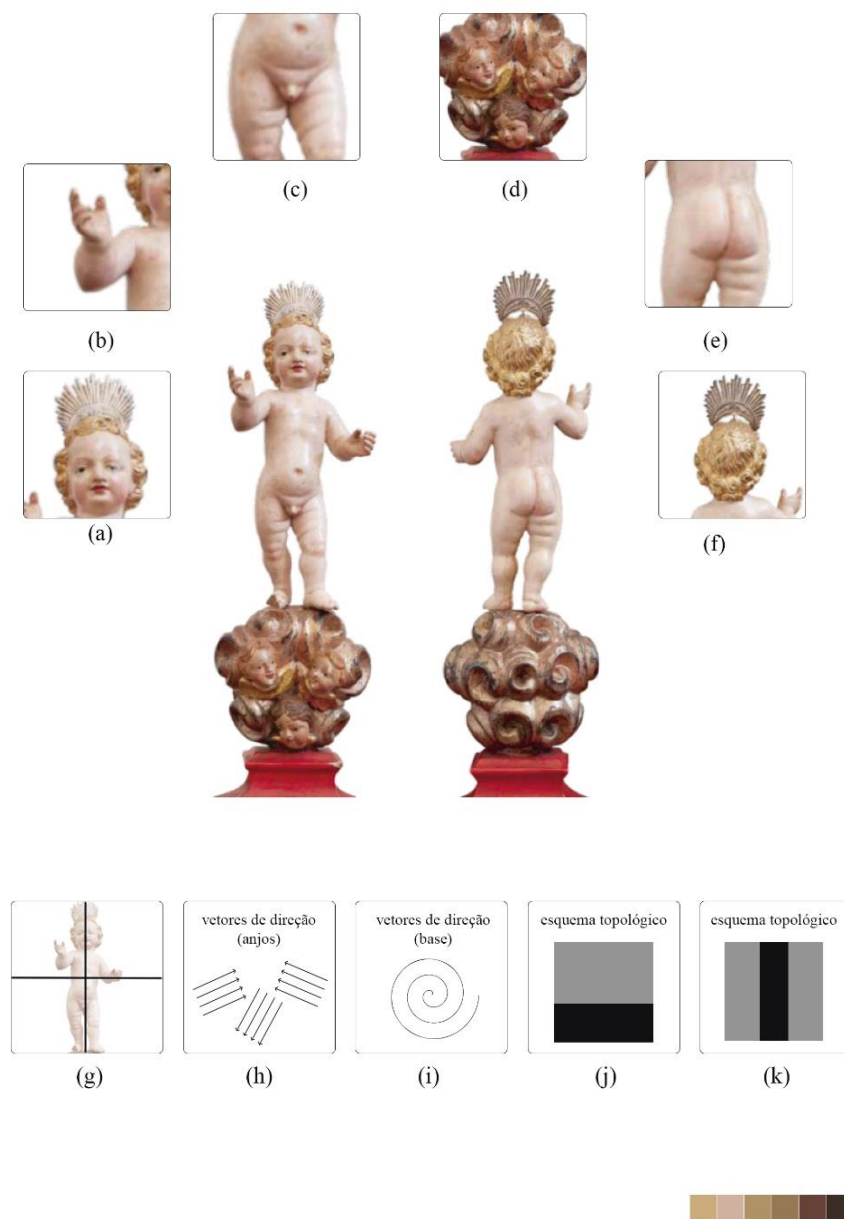 (c)
(d)
(b)
(e)
(a)
(f)
vetores de direção
(anjos)
vetores de direção
(base)
esquema topológico
esquema topológico
(g)
(h)
(i)
(j)
(k)